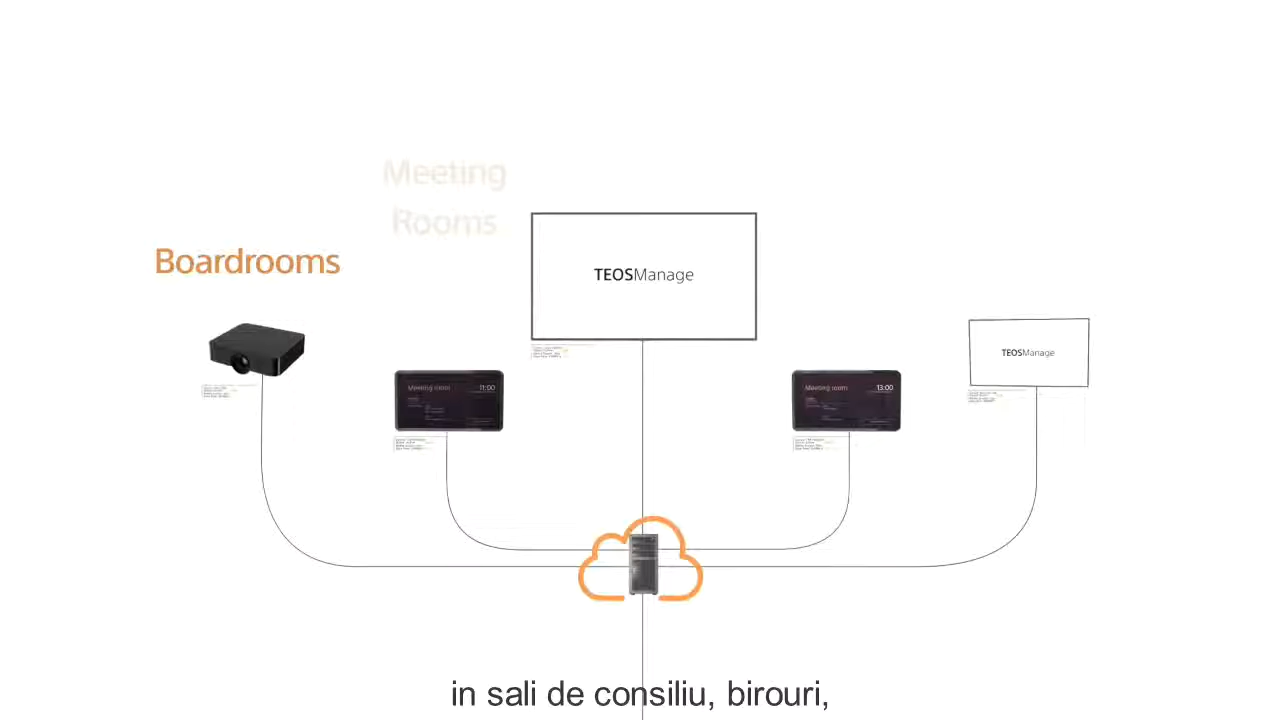 Meeting
Rooms
Boardrooms
TEOSManage
TEOSManage
Meeting room 11:00
Meeting room 13:00
in sali de consiliu, birouri,